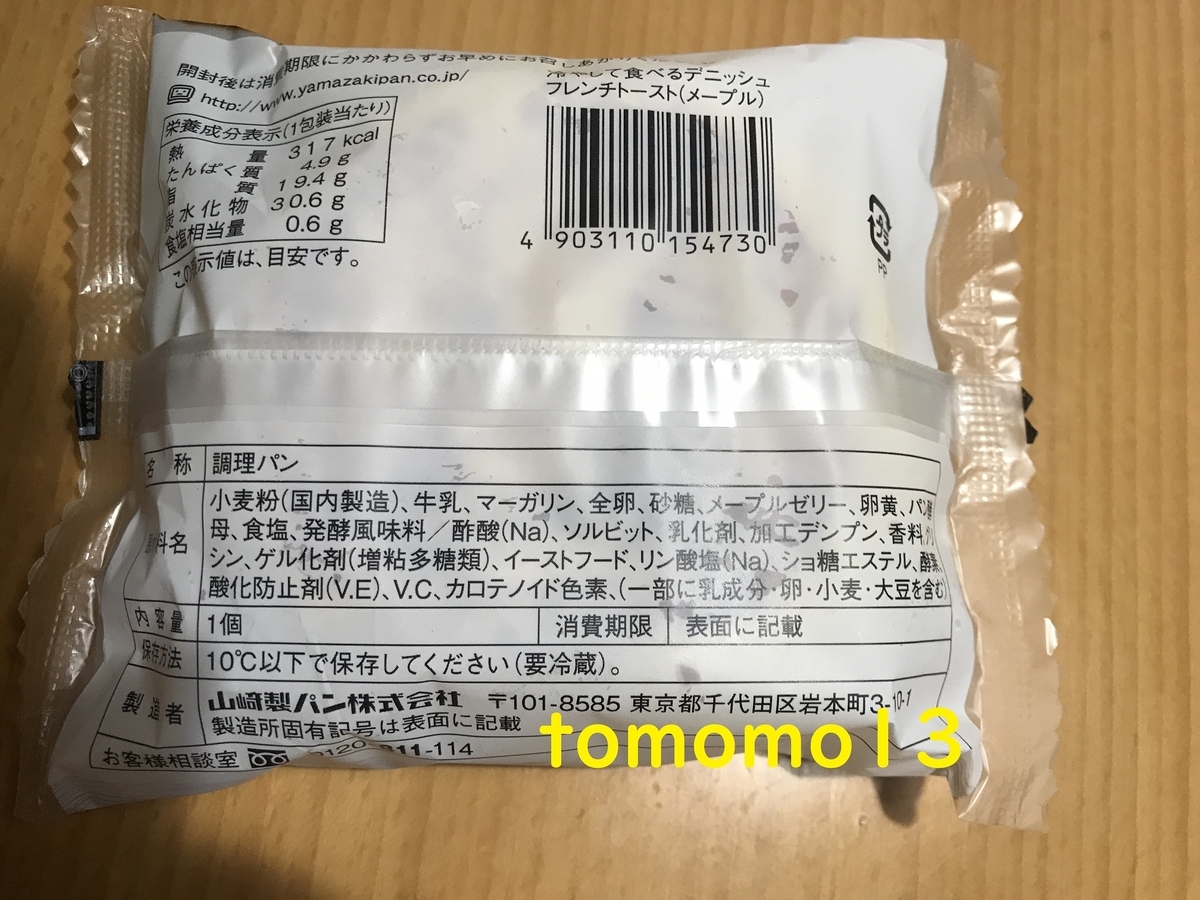 開封後は消費期限にかかわらずお早めにお召しあがりください
http://www.yamazakipan.co.jp/
栄養成分表示(1包装当たり)
熱量 317kcal
たんぱく質 4.9g
脂質 19.4g
炭水化物 30.6g
食塩相当量 0.6g
この表示値は、目安です。
冷やして食べるデニッシュ
フレンチトースト(メープル)
4 903110 154730
PP
名称 調理パン
小麦粉(国内製造)、牛乳、マーガリン、全卵、砂糖、メープルゼリー、卵黄、パン酵
原材料名 母、食塩、発酵風味料/酢酸(Na)、ソルビット、乳化剤、加工デンプン、香料、グリ
シン、ゲル化剤(増粘多糖類)、イーストフード、リン酸塩(Na)、ショ糖エステル、酵素、
酸化防止剤(V.E)、V.C、カロテノイド色素、(一部に乳成分・卵・小麦・大豆を含む)
内容量 1個 消費期限 表面に記載
保存方法 10℃以下で保存してください(要冷蔵)。
製造者 山崎製パン株式会社 〒101-8585 東京都千代田区岩本町3-10-1
製造所固有記号は表面に記載
お客様相談室 0120-811-114
tomomo13